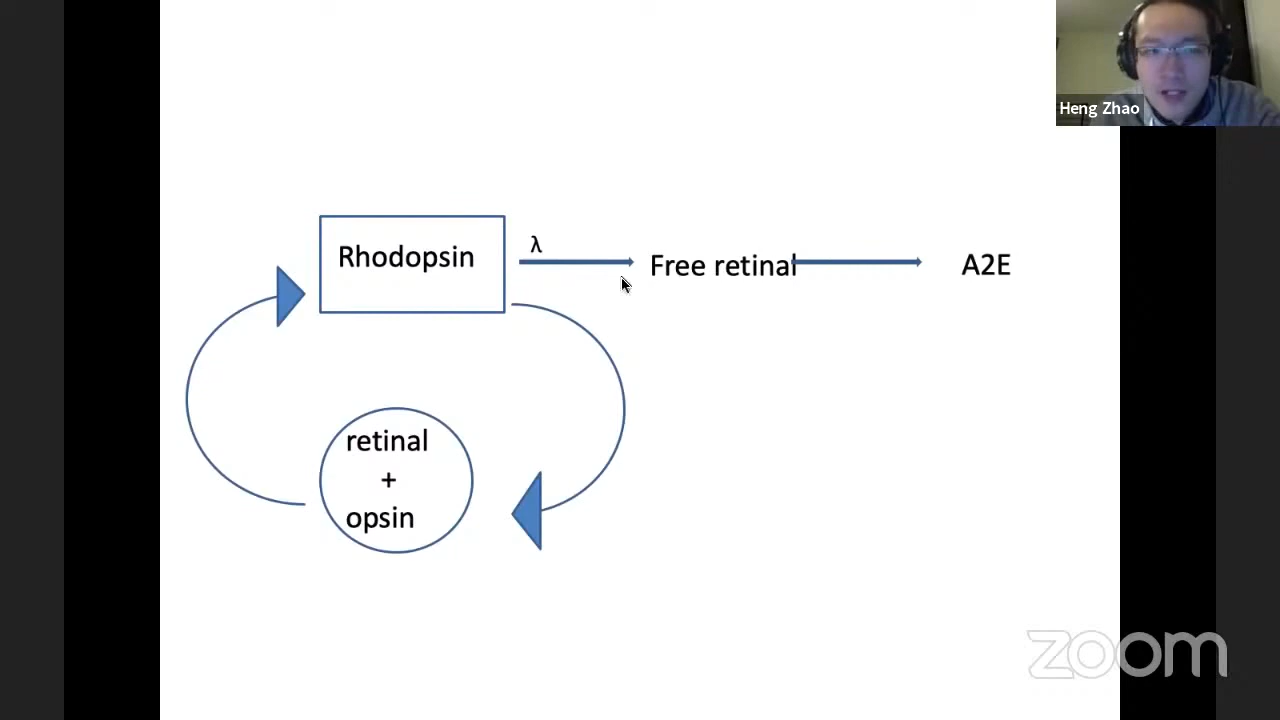 Heng Zhao
Rhodopsin
λ
Free retinal
A2E
retinal
+
opsin
zoom